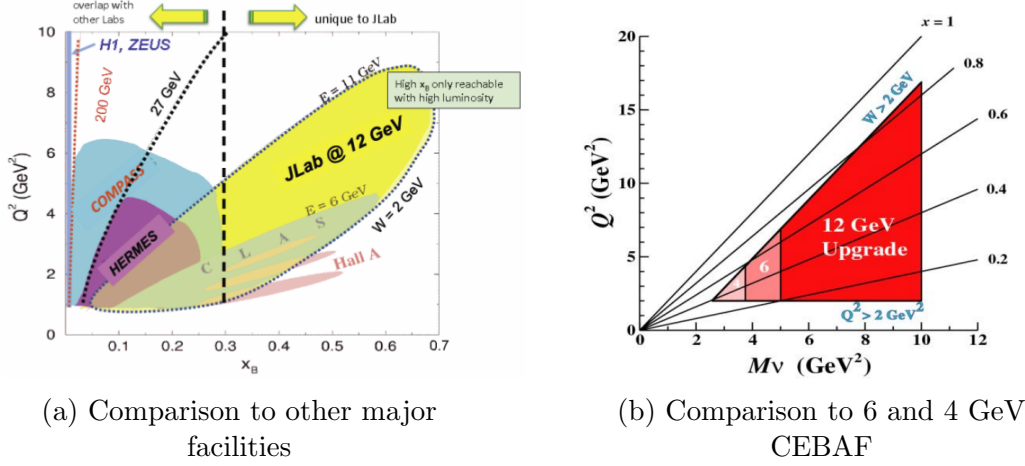 overlap with
other Labs
unique to JLab
10
8
6
4
2
0
Q² (GeV²)
H1, ZEUS
200 GeV
27 GeV
E = 11 GeV
High x_B only reachable
with high luminosity
JLab @ 12 GeV
COMPASS
HERMES
E = 6 GeV
W = 2 GeV
C L A S
Hall A
0.1 0.2 0.3 0.4 0.5 0.6 0.7
x_B
(a) Comparison to other major
facilities
x = 1
0.8
0.6
0.4
0.2
20
15
10
5
0
Q² (GeV²)
W > 2 GeV
12 GeV
Upgrade
6
Q² > 2 GeV²
0 2 4 6 8 10 12
Mν (GeV²)
(b) Comparison to 6 and 4 GeV
CEBAF